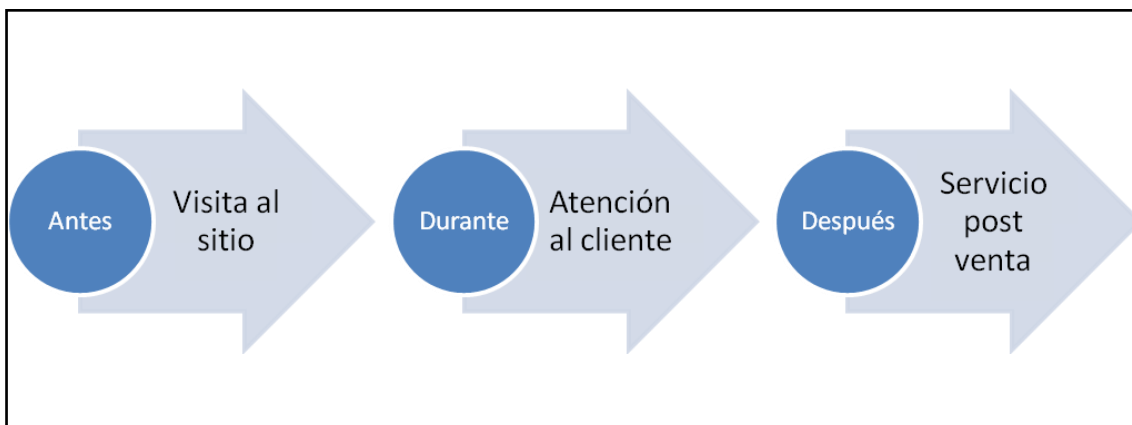 Antes
Visita al
sitio
Durante
Atención
al cliente
Después
Servicio
post
venta